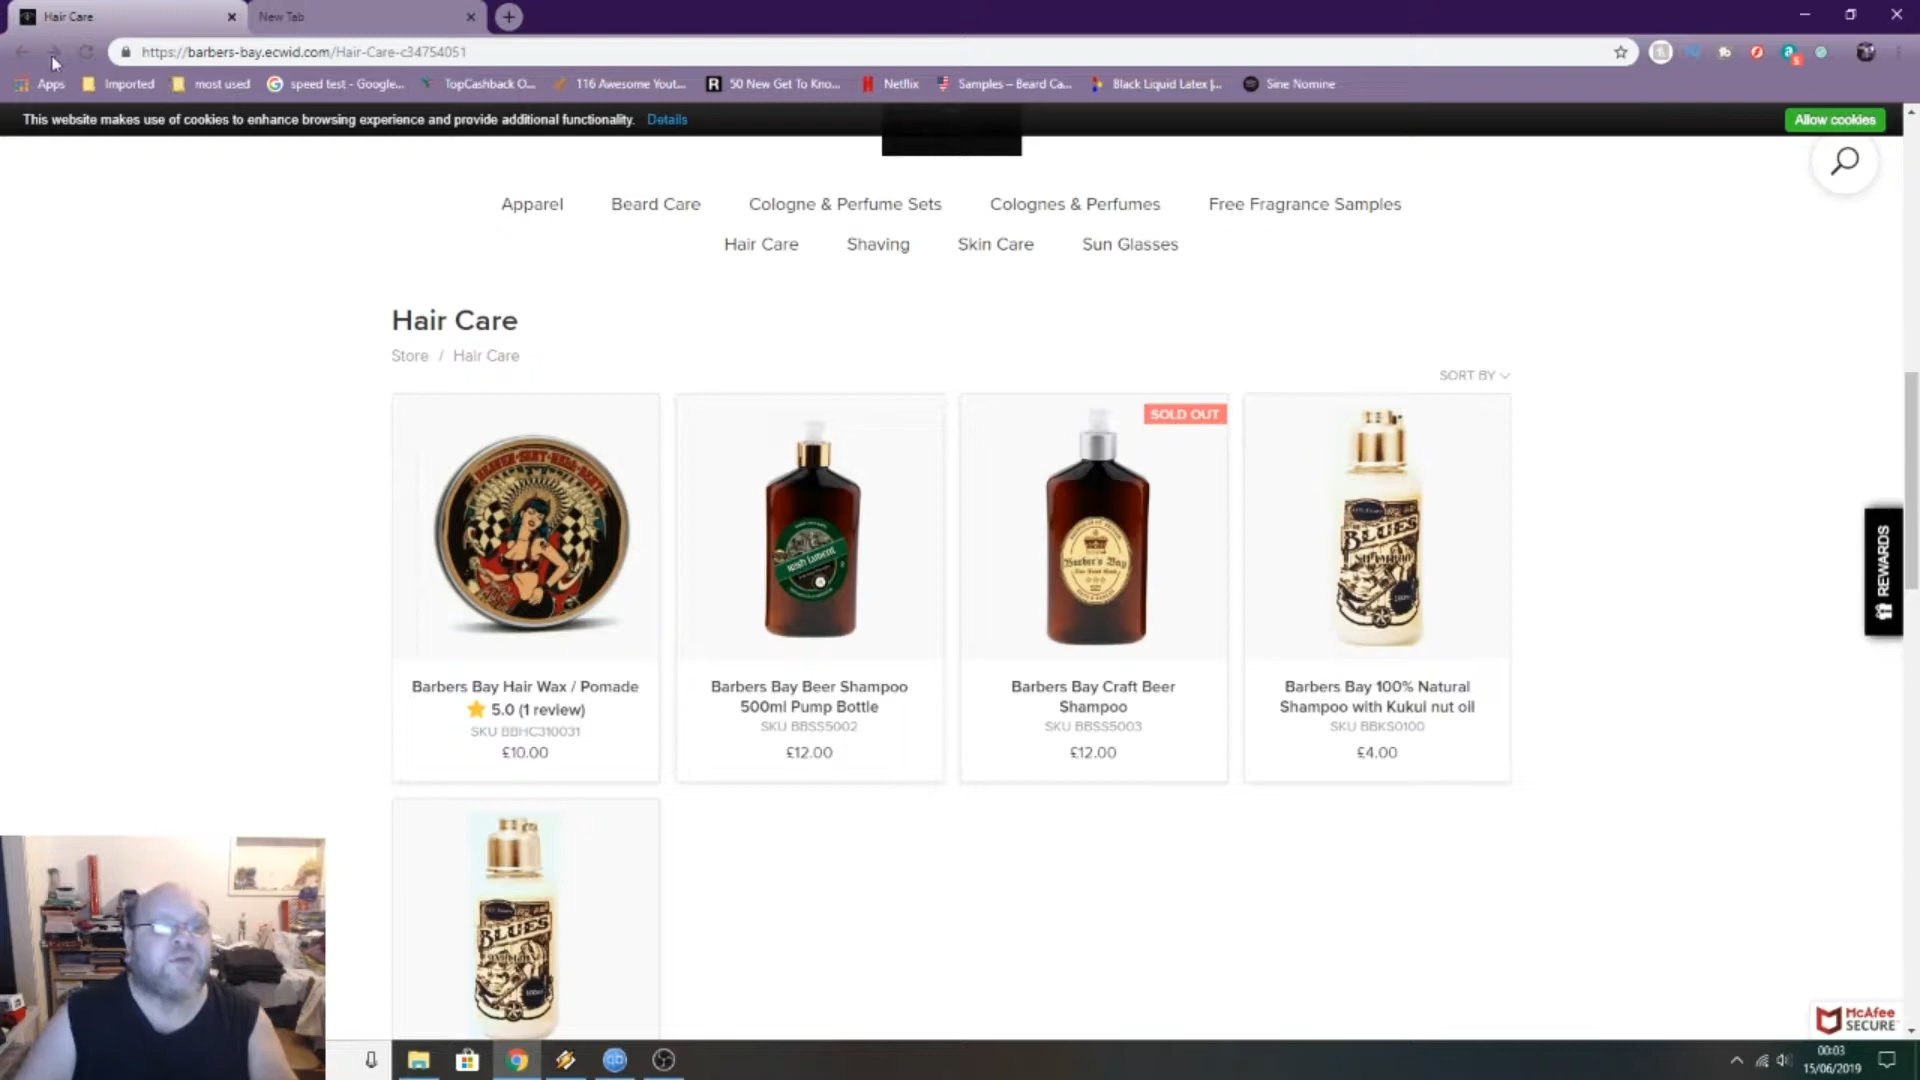 Hair Care
New Tab
https://barbers-bay.ecwid.com/Hair-Care-c34754051
Apps
Imported
most used
speed test - Google...
TopCashback O...
116 Awesome Yout...
50 New Get To Kno...
Netflix
Samples – Beard Ca...
Black Liquid Latex |...
Sine Nomine
This website makes use of cookies to enhance browsing experience and provide additional functionality. Details
Allow cookies
Apparel
Beard Care
Cologne & Perfume Sets
Colognes & Perfumes
Free Fragrance Samples
Hair Care
Shaving
Skin Care
Sun Glasses
Hair Care
Store / Hair Care
SORT BY
SOLD OUT
Irish Lament
Barber's Bay
BLUES
REWARDS
Barbers Bay Hair Wax / Pomade
5.0 (1 review)
SKU BBHC310031
£10.00
Barbers Bay Beer Shampoo
500ml Pump Bottle
SKU BBSS5002
£12.00
Barbers Bay Craft Beer
Shampoo
SKU BBSS5003
£12.00
Barbers Bay 100% Natural
Shampoo with Kukui nut oil
SKU BBKS0100
£4.00
BLUES
McAfee
SECURE
00:03
15/06/2019